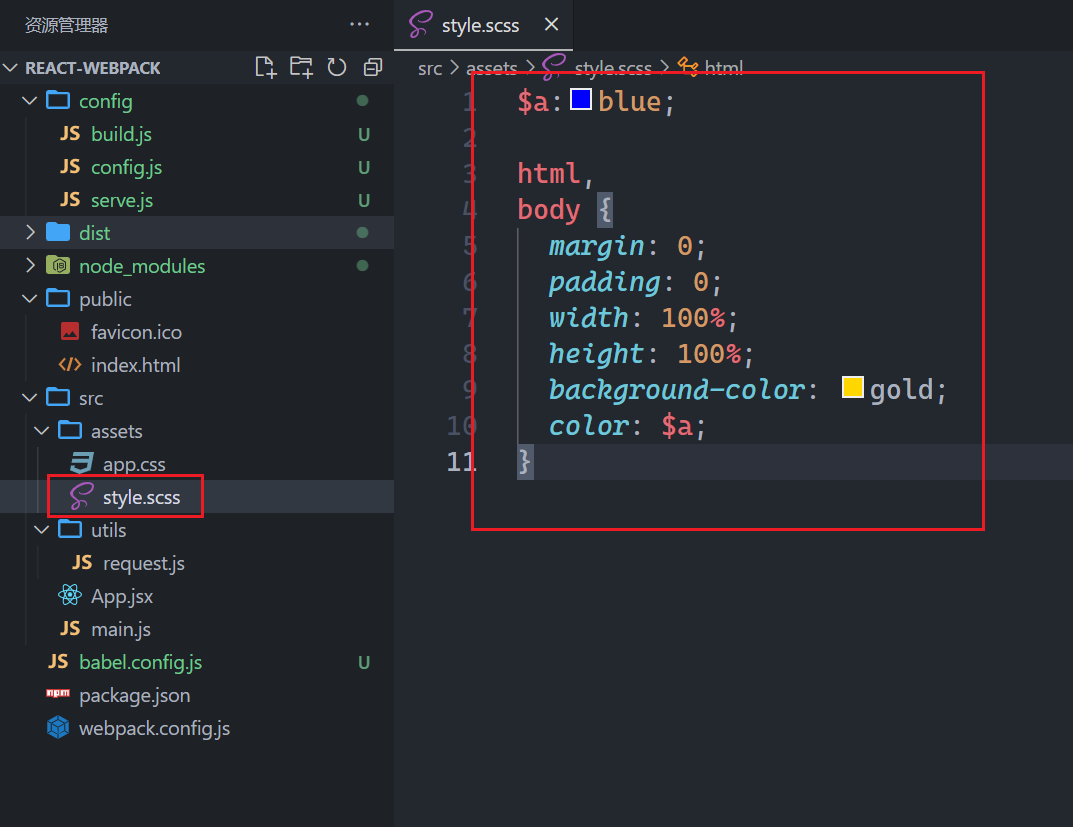 资源管理器
···
style.scss
REACT-WEBPACK
src > assets > style.scss > html
config
JS build.js U
JS config.js U
JS serve.js U
dist
node_modules
public
favicon.ico
index.html
src
assets
app.css
style.scss
utils
JS request.js
App.jsx
JS main.js
JS babel.config.js U
npm package.json
webpack.config.js
1 $a: blue;
2
3 html,
4 body {
5 margin: 0;
6 padding: 0;
7 width: 100%;
8 height: 100%;
9 background-color: gold;
10 color: $a;
11 }